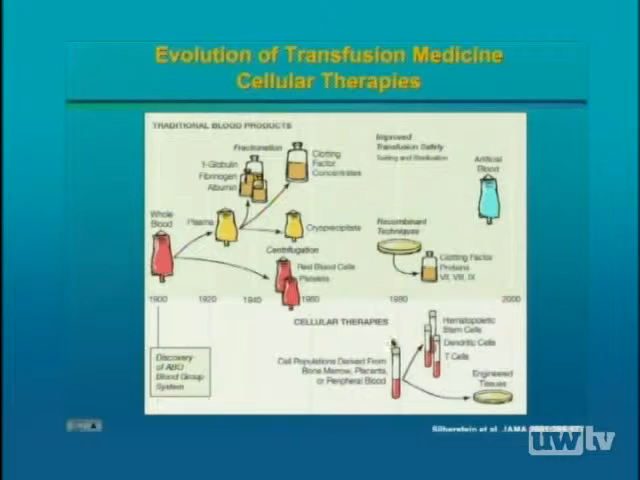 Evolution of Transfusion Medicine
Cellular Therapies
TRADITIONAL BLOOD PRODUCTS
Fractionation
Improved
Transfusion Safety
Testing and Sterilization
Artificial
Blood
Clotting
Factor
Concentrates
Fibrinogen
Albumin
Whole
Blood
Plasma
Cryoprecipitate
Recombinant
Techniques
Centrifugation
Red Blood Cells
Platelets
Clotting Factor
Proteins
VII, VIII, IX
1900 1920 1940 1960 1980 2000
CELLULAR THERAPIES
Hematopoietic
Stem Cells
Dendritic Cells
T Cells
Discovery
of ABO
Blood Group
System
Cell Populations Derived From
Bone Marrow, Placenta,
or Peripheral Blood
Engineered
Tissues
Silberstein et al. JAMA
uwtv